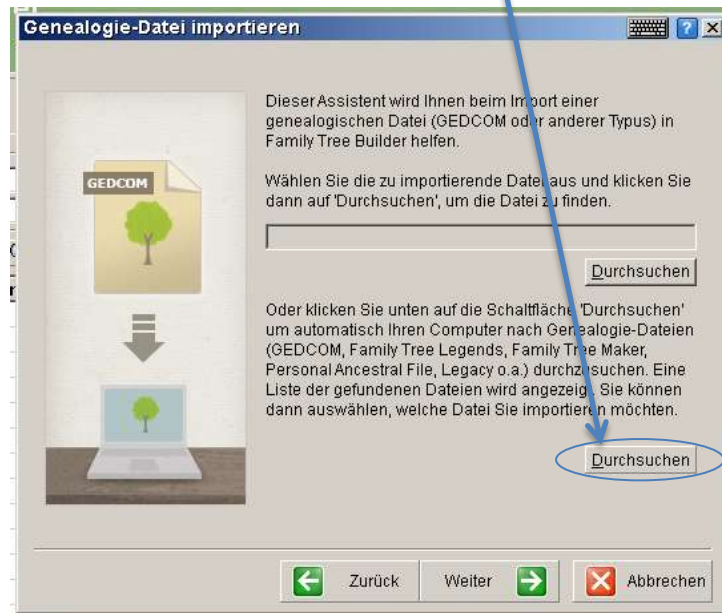 Genealogie-Datei importieren
Dieser Assistent wird Ihnen beim Import einer
genealogischen Datei (GEDCOM oder anderer Typus) in
Family Tree Builder helfen.
GEDCOM
Wählen Sie die zu importierende Datei aus und klicken Sie
dann auf 'Durchsuchen', um die Datei zu finden.
Durchsuchen
Oder klicken Sie unten auf die Schaltfläche 'Durchsuchen'
um automatisch Ihren Computer nach Genealogie-Dateien
(GEDCOM, Family Tree Legends, Family Tree Maker,
Personal Ancestral File, Legacy o.a.) durchzusuchen. Eine
Liste der gefundenen Dateien wird angezeigt. Sie können
dann auswählen, welche Datei Sie importieren möchten.
Durchsuchen
Zurück Weiter Abbrechen